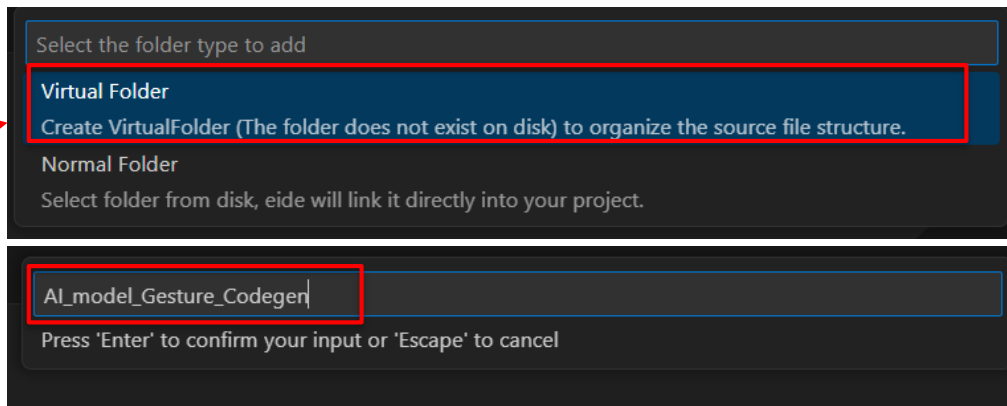 Select the folder type to add
Virtual Folder
Create VirtualFolder (The folder does not exist on disk) to organize the source file structure.
Normal Folder
Select folder from disk, eide will link it directly into your project.
AI_model_Gesture_Codegen
Press 'Enter' to confirm your input or 'Escape' to cancel